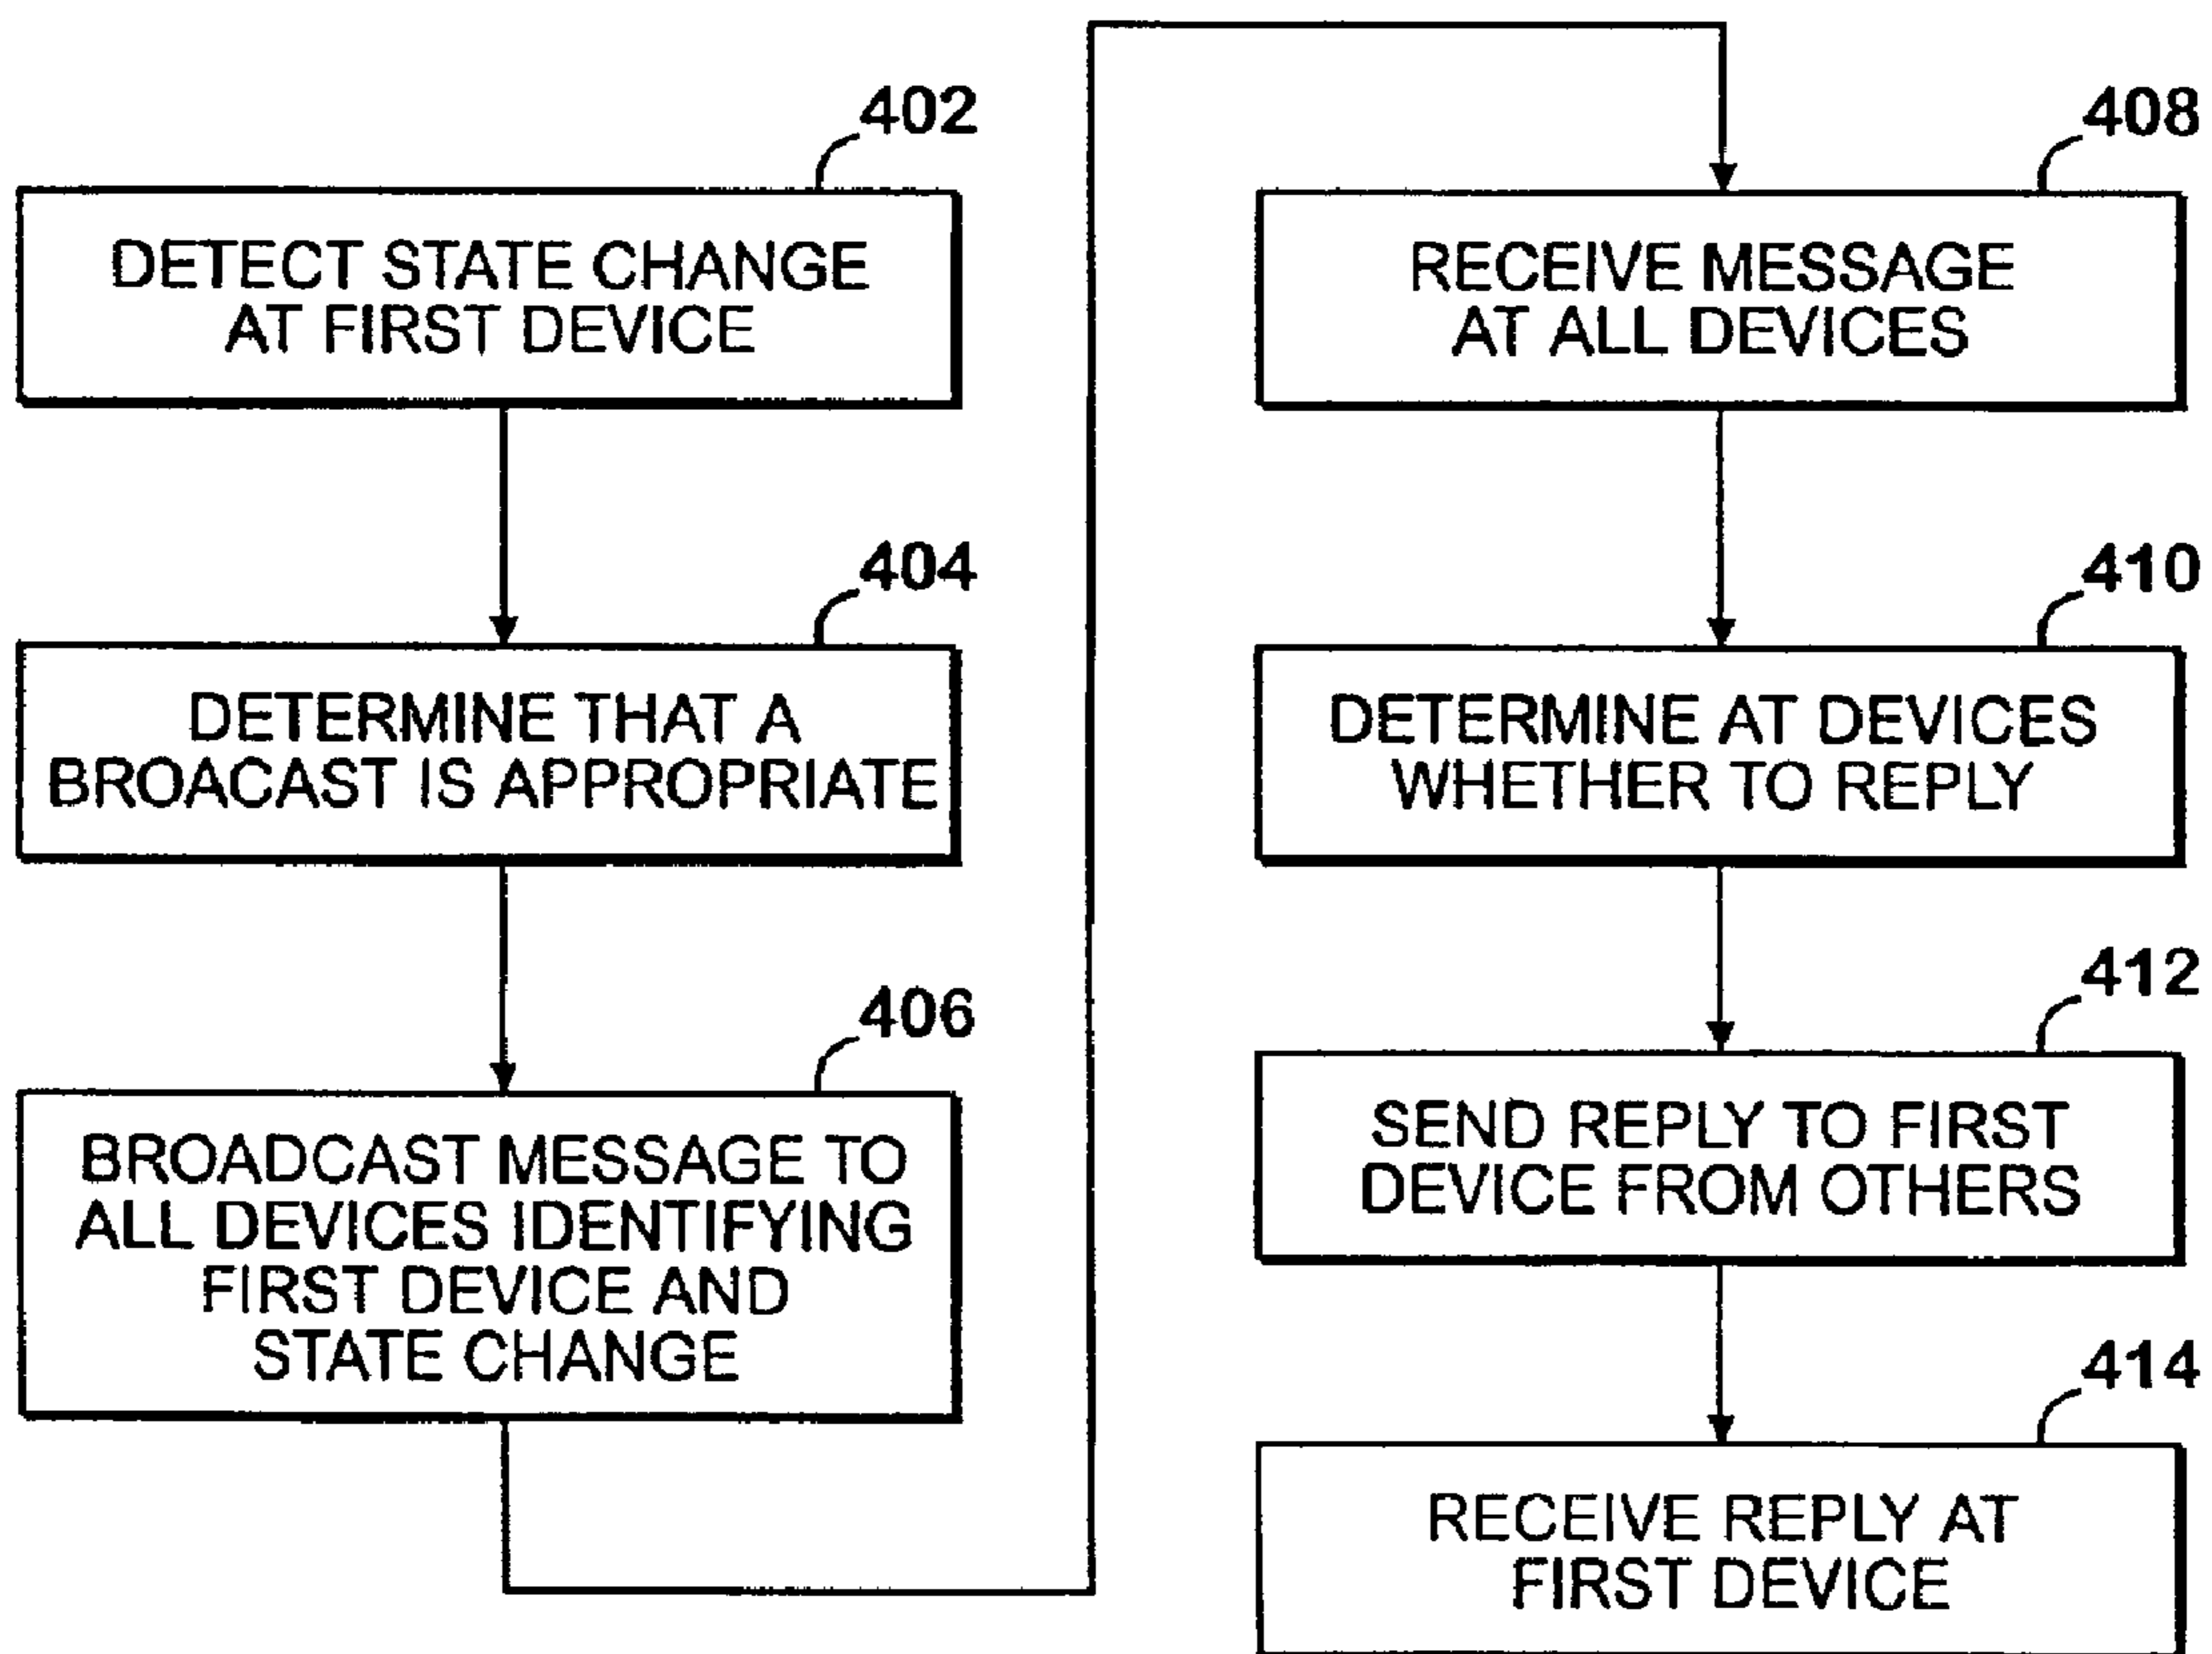 402
DETECT STATE CHANGE
AT FIRST DEVICE
404
DETERMINE THAT A
BROACAST IS APPROPRIATE
406
BROADCAST MESSAGE TO
ALL DEVICES IDENTIFYING
FIRST DEVICE AND
STATE CHANGE
408
RECEIVE MESSAGE
AT ALL DEVICES
410
DETERMINE AT DEVICES
WHETHER TO REPLY
412
SEND REPLY TO FIRST
DEVICE FROM OTHERS
414
RECEIVE REPLY AT
FIRST DEVICE